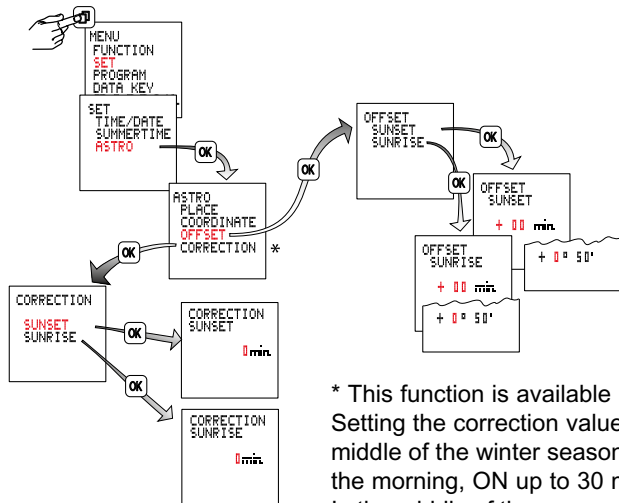 MENU
FUNCTION
SET
PROGRAM
DATA KEY
SET
TIME/DATE
SUMMERTIME
ASTRO
OK
ASTRO
PLACE
COORDINATE
OFFSET
CORRECTION *
OK
OFFSET
SUNSET
SUNRISE
OK
OK
OFFSET
SUNSET
+ 00 min.
+ 0° 50'
OFFSET
SUNRISE
+ 00 min.
+ 0° 50'
OK
CORRECTION
SUNSET
SUNRISE
OK
OK
CORRECTION
SUNSET
0 min.
CORRECTION
SUNRISE
0 min.
* This function is available
Setting the correction value
middle of the winter season
the morning, ON up to 30